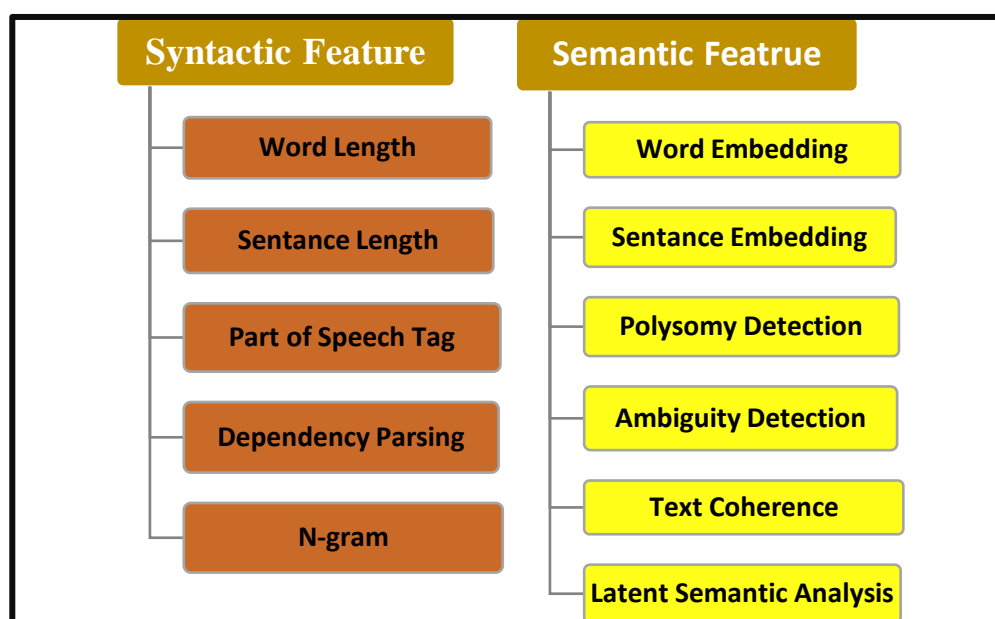 Syntactic Feature
Word Length
Sentance Length
Part of Speech Tag
Dependency Parsing
N-gram
Semantic Featrue
Word Embedding
Sentance Embedding
Polysomy Detection
Ambiguity Detection
Text Coherence
Latent Semantic Analysis